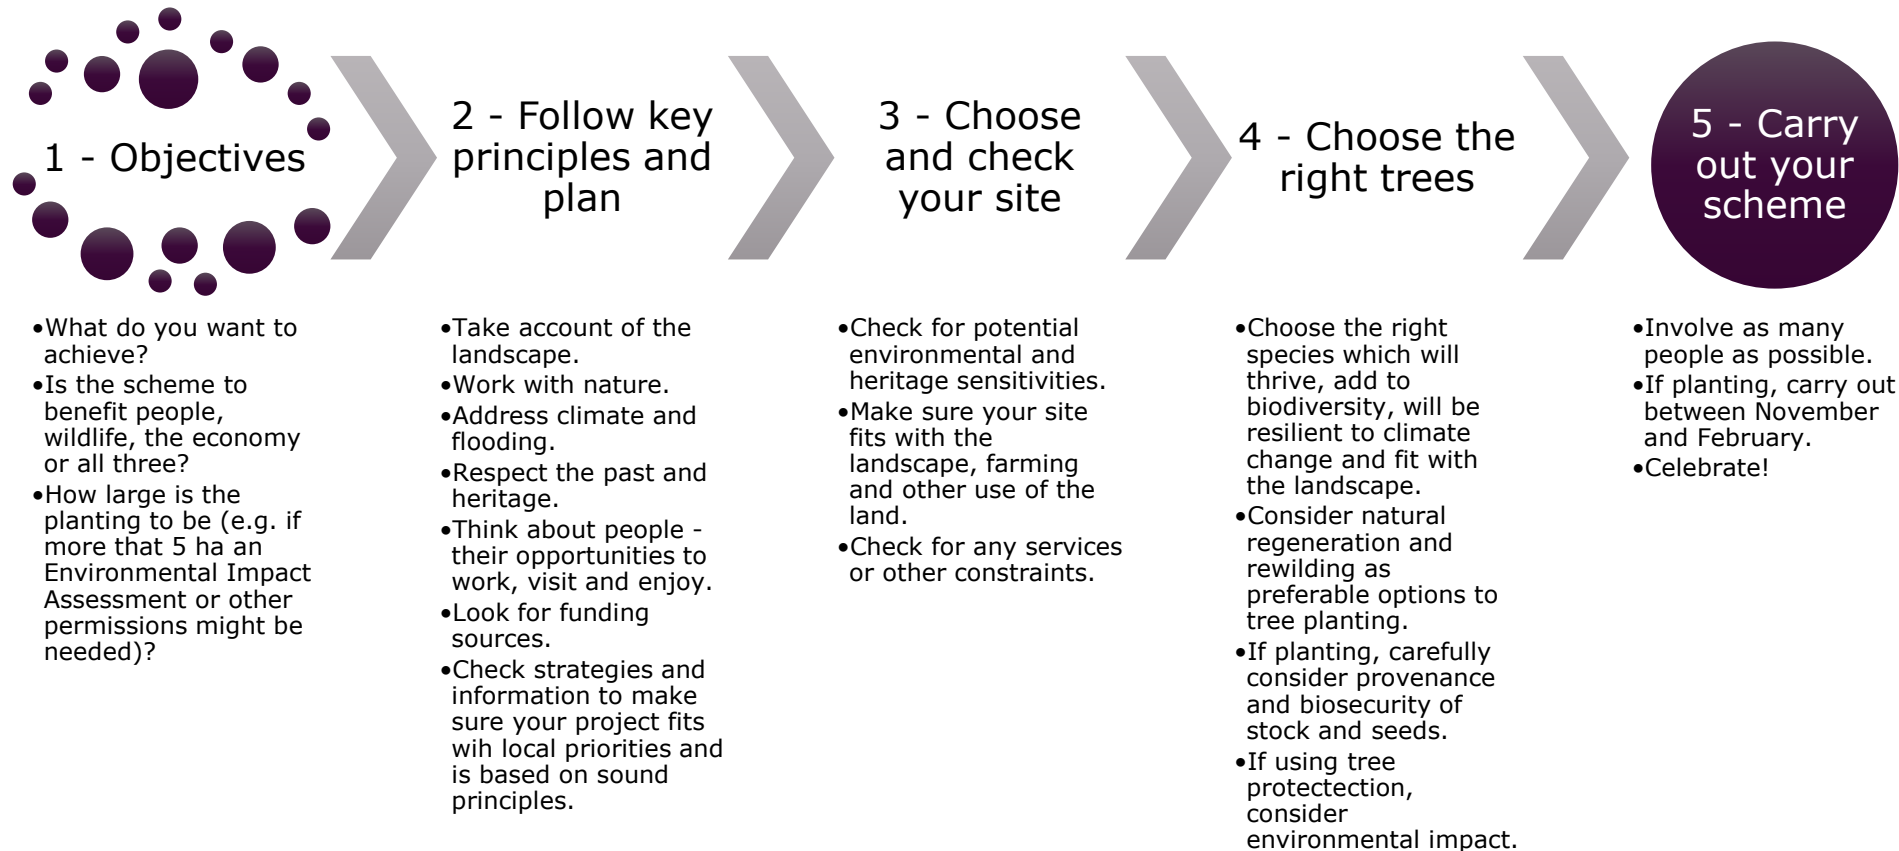 1 - Objectives
•What do you want to
achieve?
•Is the scheme to
benefit people,
wildlife, the economy
or all three?
•How large is the
planting to be (e.g. if
more that 5 ha an
Environmental Impact
Assessment or other
permissions might be
needed)?
2 - Follow key
principles and
plan
•Take account of the
landscape.
•Work with nature.
•Address climate and
flooding.
•Respect the past and
heritage.
•Think about people -
their opportunities to
work, visit and enjoy.
•Look for funding
sources.
•Check strategies and
information to make
sure your project fits
wih local priorities and
is based on sound
principles.
3 - Choose
and check
your site
•Check for potential
environmental and
heritage sensitivities.
•Make sure your site
fits with the
landscape, farming
and other use of the
land.
•Check for any services
or other constraints.
4 - Choose the
right trees
•Choose the right
species which will
thrive, add to
biodiversity, will be
resilient to climate
change and fit with
the landscape.
•Consider natural
regeneration and
rewilding as
preferable options to
tree planting.
•If planting, carefully
consider provenance
and biosecurity of
stock and seeds.
•If using tree
protectection,
consider
environmental impact.
5 - Carry
out your
scheme
•Involve as many
people as possible.
•If planting, carry out
between November
and February.
•Celebrate!